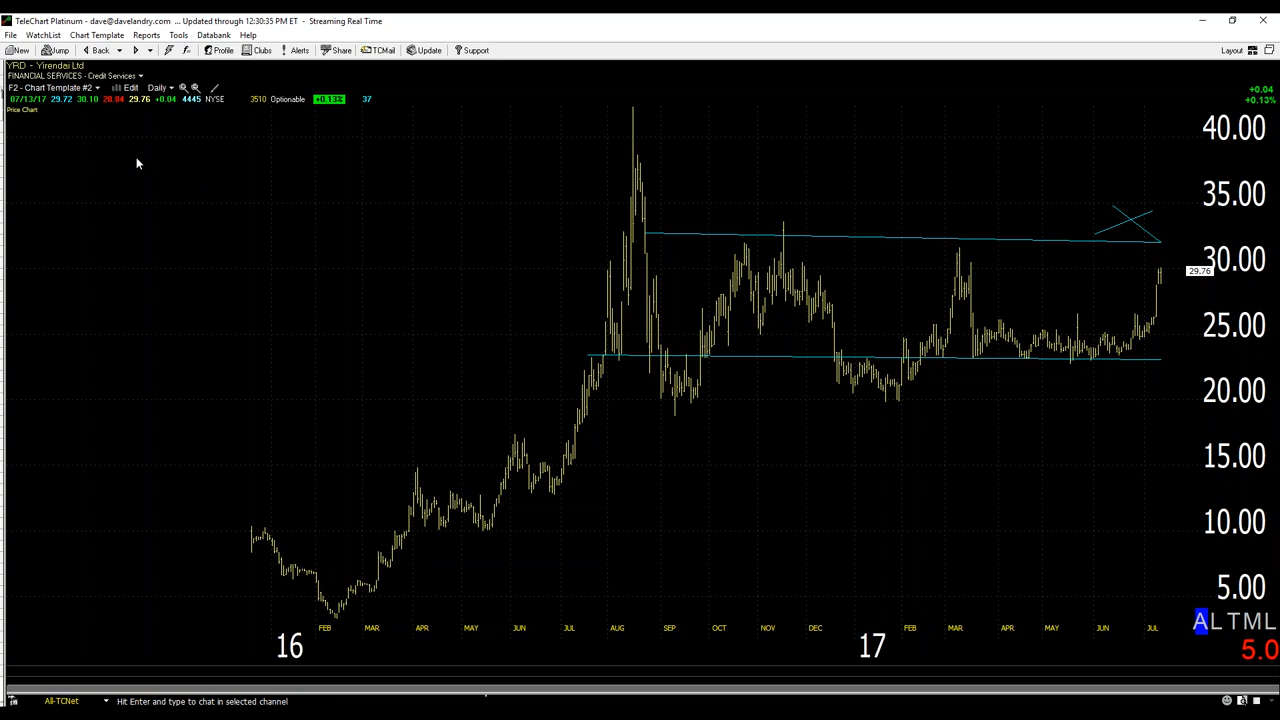 TeleChart Platinum - dave@davelandry.com ... Updated through 12:30:35 PM ET - Streaming Real Time
File WatchList Chart Template Reports Tools Databank Help
New Jump Back Profile Clubs Alerts Share TCMail Update Support Layout
YRD - Yirendai Ltd
FINANCIAL SERVICES - Credit Services
F2 - Chart Template #2 Edit Daily
07/13/17 29.72 30.10 28.84 29.76 +0.04 4445 NYSE 3510 Optionable +0.13% 37
+0.04
+0.13%
Price Chart
40.00
35.00
30.00
29.76
25.00
20.00
15.00
10.00
5.00
ALTML
FEB MAR APR MAY JUN JUL AUG SEP OCT NOV DEC FEB MAR APR MAY JUN JUL
16 17
5.0
All-TCNet Hit Enter and type to chat in selected channel